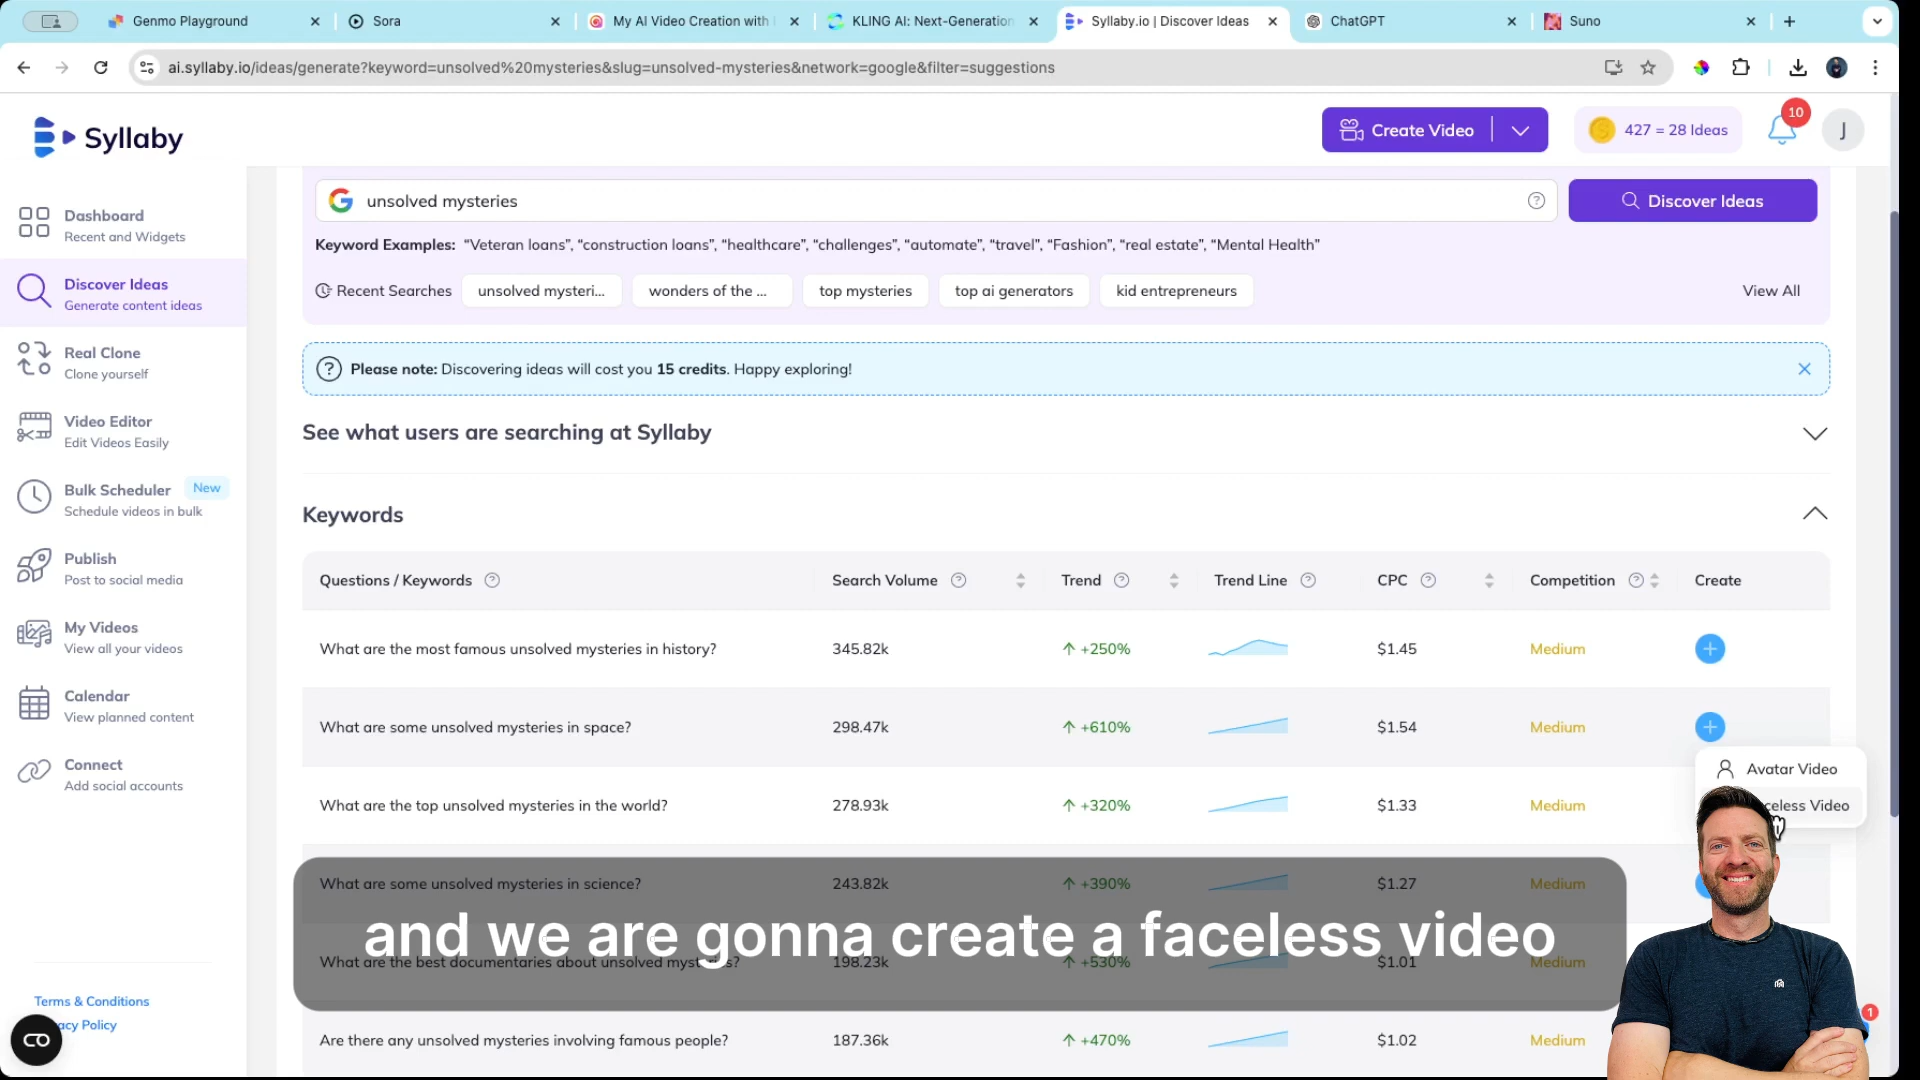 Genmo Playground
Sora
My AI Video Creation with
KLING AI: Next-Generation
Syllaby.io | Discover Ideas
ChatGPT
Suno
ai.syllaby.io/ideas/generate?keyword=unsolved%20mysteries&slug=unsolved-mysteries&network=google&filter=suggestions
Syllaby
Create Video
427 = 28 Ideas
10
J
Dashboard
Recent and Widgets
Discover Ideas
Generate content ideas
Real Clone
Clone yourself
Video Editor
Edit Videos Easily
Bulk Scheduler New
Schedule videos in bulk
Publish
Post to social media
My Videos
View all your videos
Calendar
View planned content
Connect
Add social accounts
Terms & Conditions
acy Policy
unsolved mysteries
Discover Ideas
Keyword Examples: “Veteran loans”, “construction loans”, “healthcare”, “challenges”, “automate”, “travel”, “Fashion”, “real estate”, “Mental Health”
Recent Searches unsolved mysteri... wonders of the ... top mysteries top ai generators kid entrepreneurs View All
Please note: Discovering ideas will cost you 15 credits. Happy exploring!
See what users are searching at Syllaby
Keywords
Questions / Keywords Search Volume Trend Trend Line CPC Competition Create
What are the most famous unsolved mysteries in history? 345.82k +250% $1.45 Medium
What are some unsolved mysteries in space? 298.47k +610% $1.54 Medium
Avatar Video
What are the top unsolved mysteries in the world? 278.93k +320% $1.33 Medium
celess Video
What are some unsolved mysteries in science? 243.82k +390% $1.27 Medium
and we are gonna create a faceless video
What are the best documentaries about unsolved mysteries? 198.23k +530% $1.01 Medium
Are there any unsolved mysteries involving famous people? 187.36k +470% $1.02 Medium
1